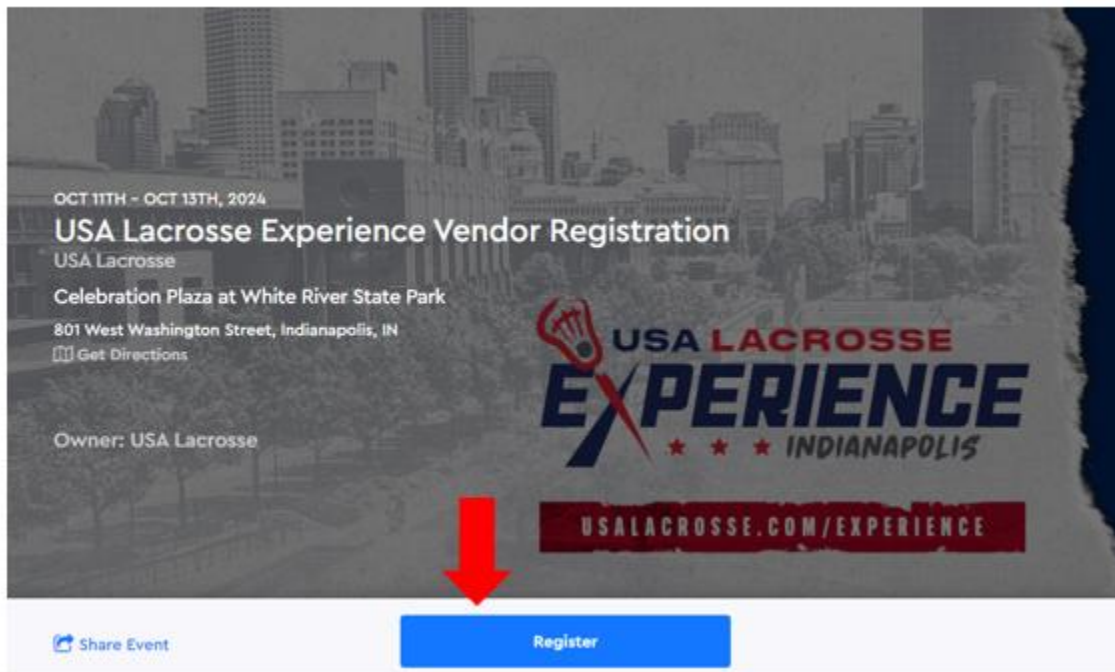 OCT 11TH - OCT 13TH, 2024
USA Lacrosse Experience Vendor Registration
USA Lacrosse
Celebration Plaza at White River State Park
801 West Washington Street, Indianapolis, IN
Get Directions
Owner: USA Lacrosse
USA LACROSSE
EXPERIENCE
INDIANAPOLIS
USALACROSSE.COM/EXPERIENCE
Share Event
Register